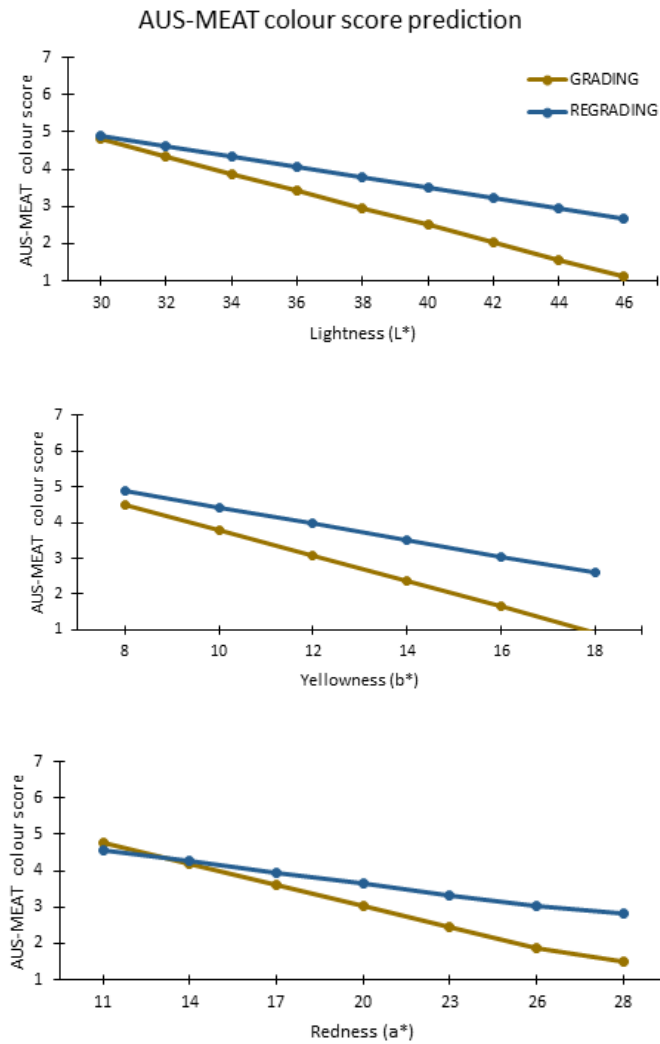 AUS-MEAT colour score prediction
AUS-MEAT colour score
7
6
5
4
3
2
1
GRADING
REGRADING
30 32 34 36 38 40 42 44 46
Lightness (L*)
AUS-MEAT colour score
7
6
5
4
3
2
1
8 10 12 14 16 18
Yellowness (b*)
AUS-MEAT colour score
7
6
5
4
3
2
1
11 14 17 20 23 26 28
Redness (a*)